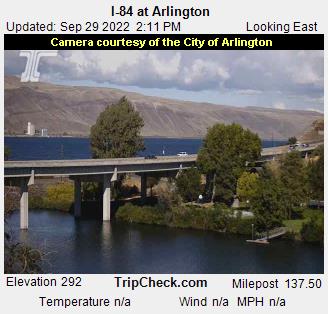 I-84 at Arlington
Updated: Sep 29 2022 2:11 PM Looking East
Camera courtesy of the City of Arlington
Elevation 292 TripCheck.com Milepost 137.50
Temperature n/a Wind n/a MPH n/a